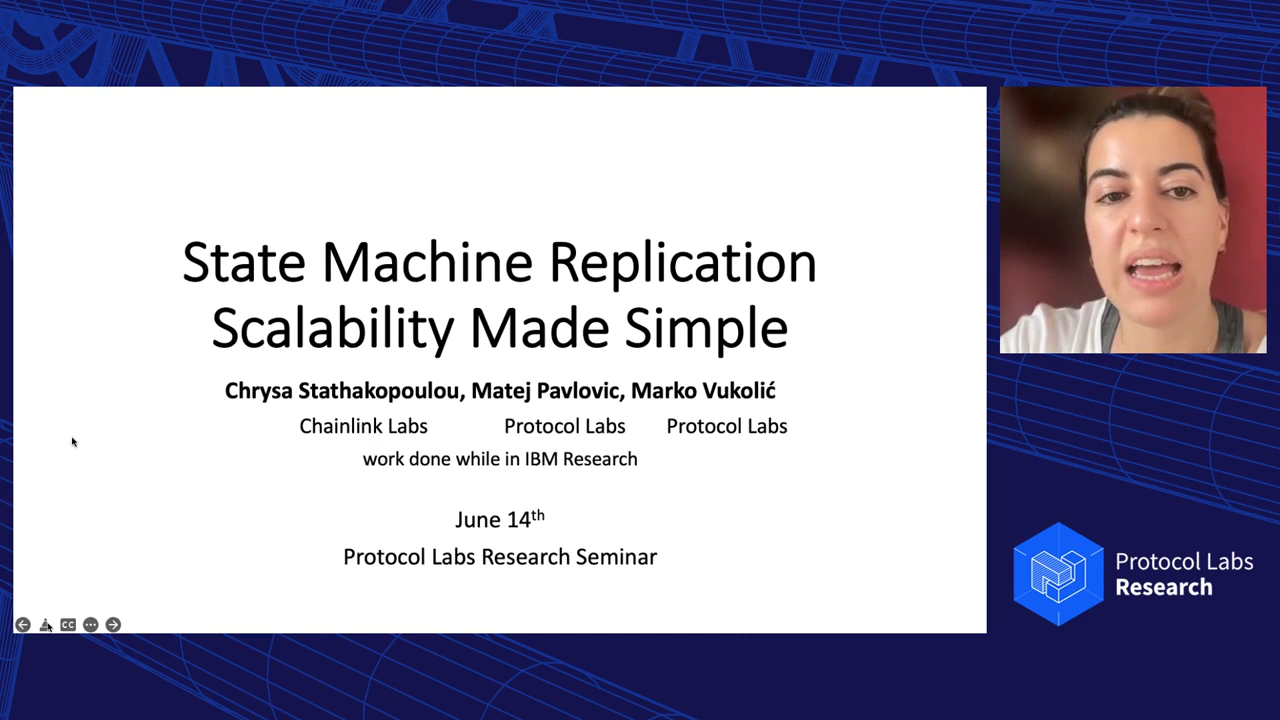 State Machine Replication
Scalability Made Simple
Chrysa Stathakopoulou, Matej Pavlovic, Marko Vukolić
Chainlink Labs Protocol Labs Protocol Labs
work done while in IBM Research
June 14th
Protocol Labs Research Seminar
CC
Protocol Labs
Research